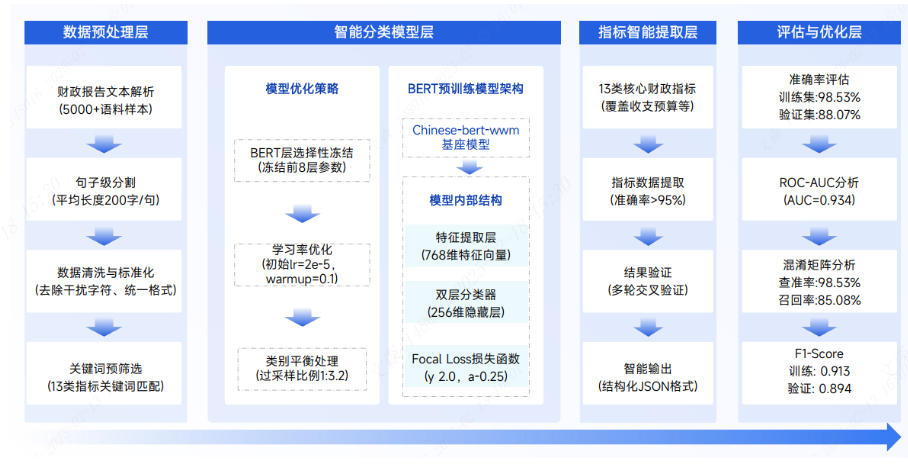 数据预处理层
财政报告文本解析
(5000+语料样本)
句子级分割
(平均长度200字/句)
数据清洗与标准化
(去除干扰字符、统一格式)
关键词预筛选
(13类指标关键词匹配)
智能分类模型层
模型优化策略
BERT层选择性冻结
(冻结前8层参数)
学习率优化
(初始lr=2e-5，
warmup=0.1)
类别平衡处理
(过采样比例1:3.2)
BERT预训练模型架构
Chinese-bert-wwm
基座模型
模型内部结构
特征提取层
(768维特征向量)
双层分类器
(256维隐藏层)
Focal Loss损失函数
(y 2.0，a-0.25)
指标智能提取层
13类核心财政指标
(覆盖收支预算等)
指标数据提取
(准确率>95%)
结果验证
(多轮交叉验证)
智能输出
(结构化JSON格式)
评估与优化层
准确率评估
训练集:98.53%
验证集:88.07%
ROC-AUC分析
(AUC=0.934)
混淆矩阵分析
查准率:98.53%
召回率:85.08%
F1-Score
训练: 0.913
验证: 0.894